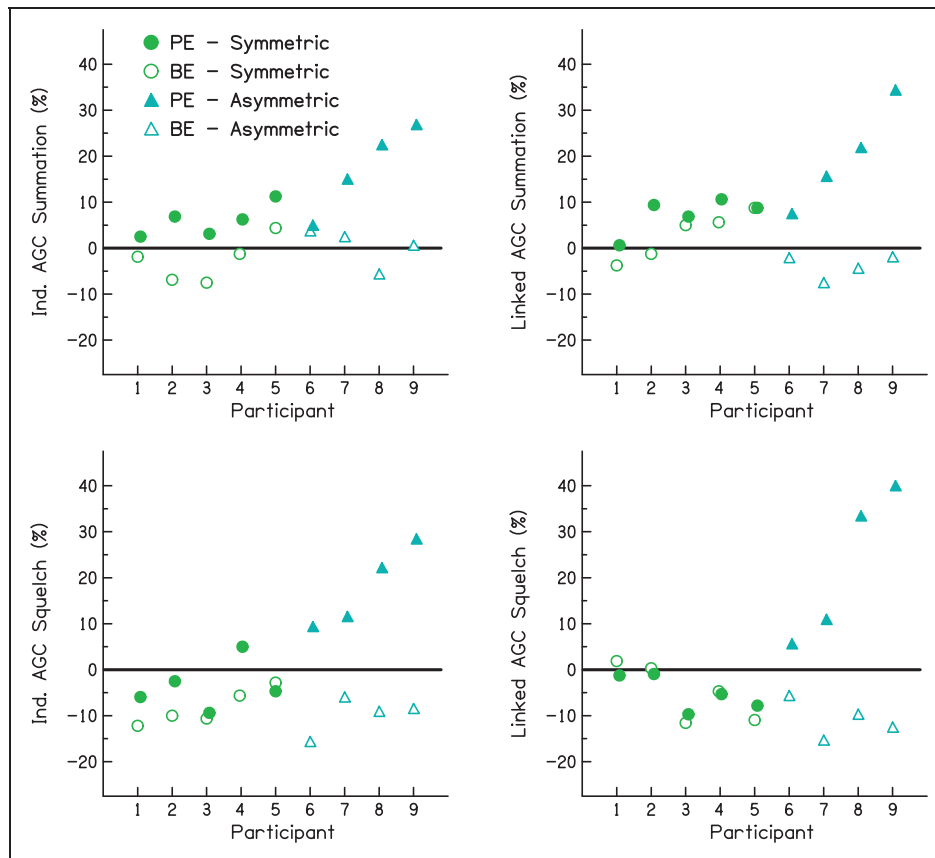 PE – Symmetric
BE – Symmetric
PE – Asymmetric
BE – Asymmetric
Ind. AGC Summation (%)
40
30
20
10
0
−10
−20
1 2 3 4 5 6 7 8 9
Participant
Linked AGC Summation (%)
40
30
20
10
0
−10
−20
1 2 3 4 5 6 7 8 9
Participant
Ind. AGC Squelch (%)
40
30
20
10
0
−10
−20
1 2 3 4 5 6 7 8 9
Participant
Linked AGC Squelch (%)
40
30
20
10
0
−10
−20
1 2 3 4 5 6 7 8 9
Participant